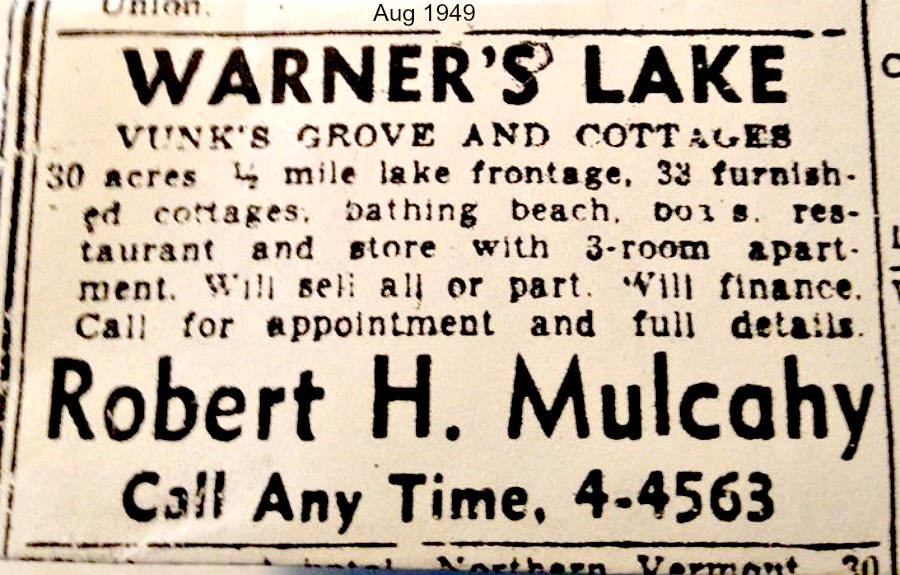 Union.
Aug 1949
WARNER'S LAKE
VUNK'S GROVE AND COTTAGES
30 acres ½ mile lake frontage, 33 furnish-
ed cottages, bathing beach, boats, res-
taurant and store with 3-room apart-
ment. Will sell all or part. Will finance.
Call for appointment and full details.
Robert H. Mulcahy
Call Any Time, 4-4563
Northern Vermont, 30